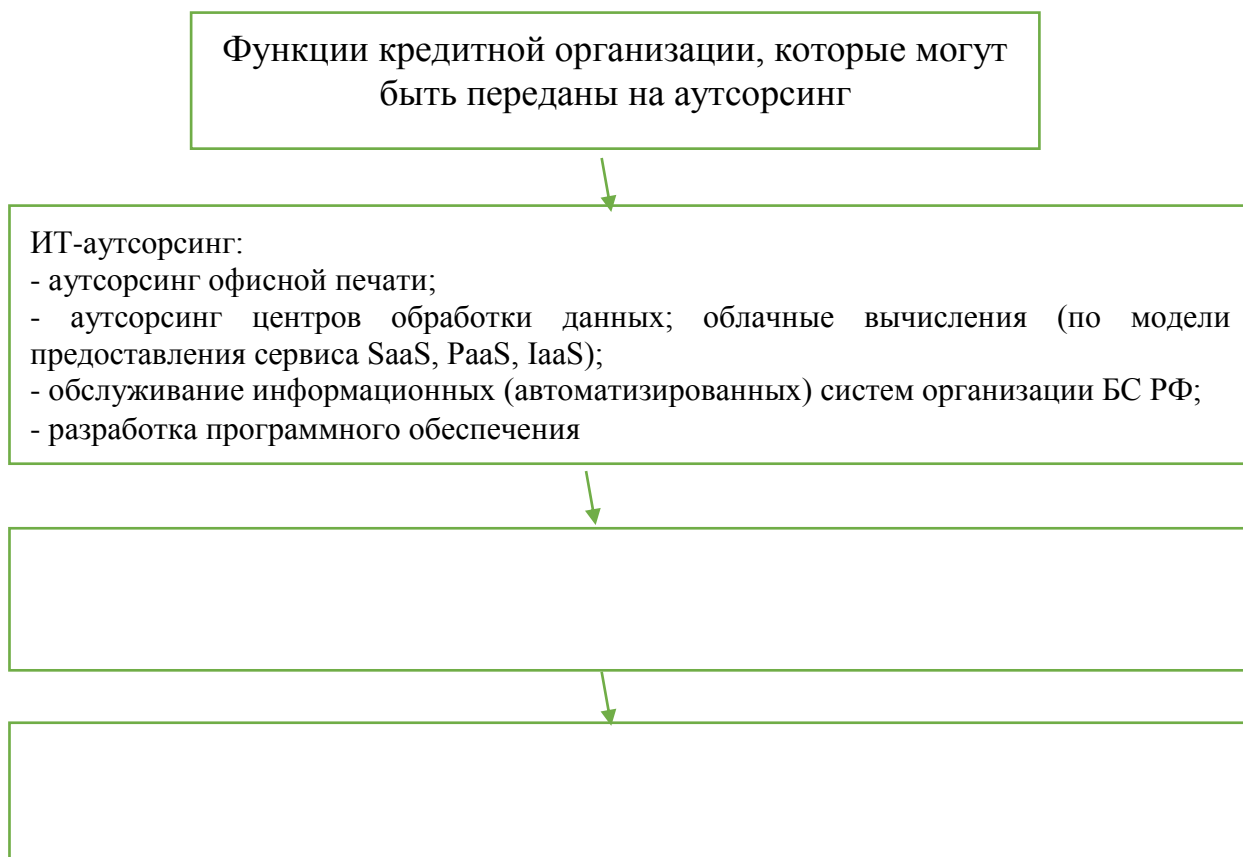 Функции кредитной организации, которые могут
быть переданы на аутсорсинг
ИТ-аутсорсинг:
- аутсорсинг офисной печати;
- аутсорсинг центров обработки данных; облачные вычисления (по модели
предоставления сервиса SaaS, PaaS, IaaS);
- обслуживание информационных (автоматизированных) систем организации БС РФ;
- разработка программного обеспечения